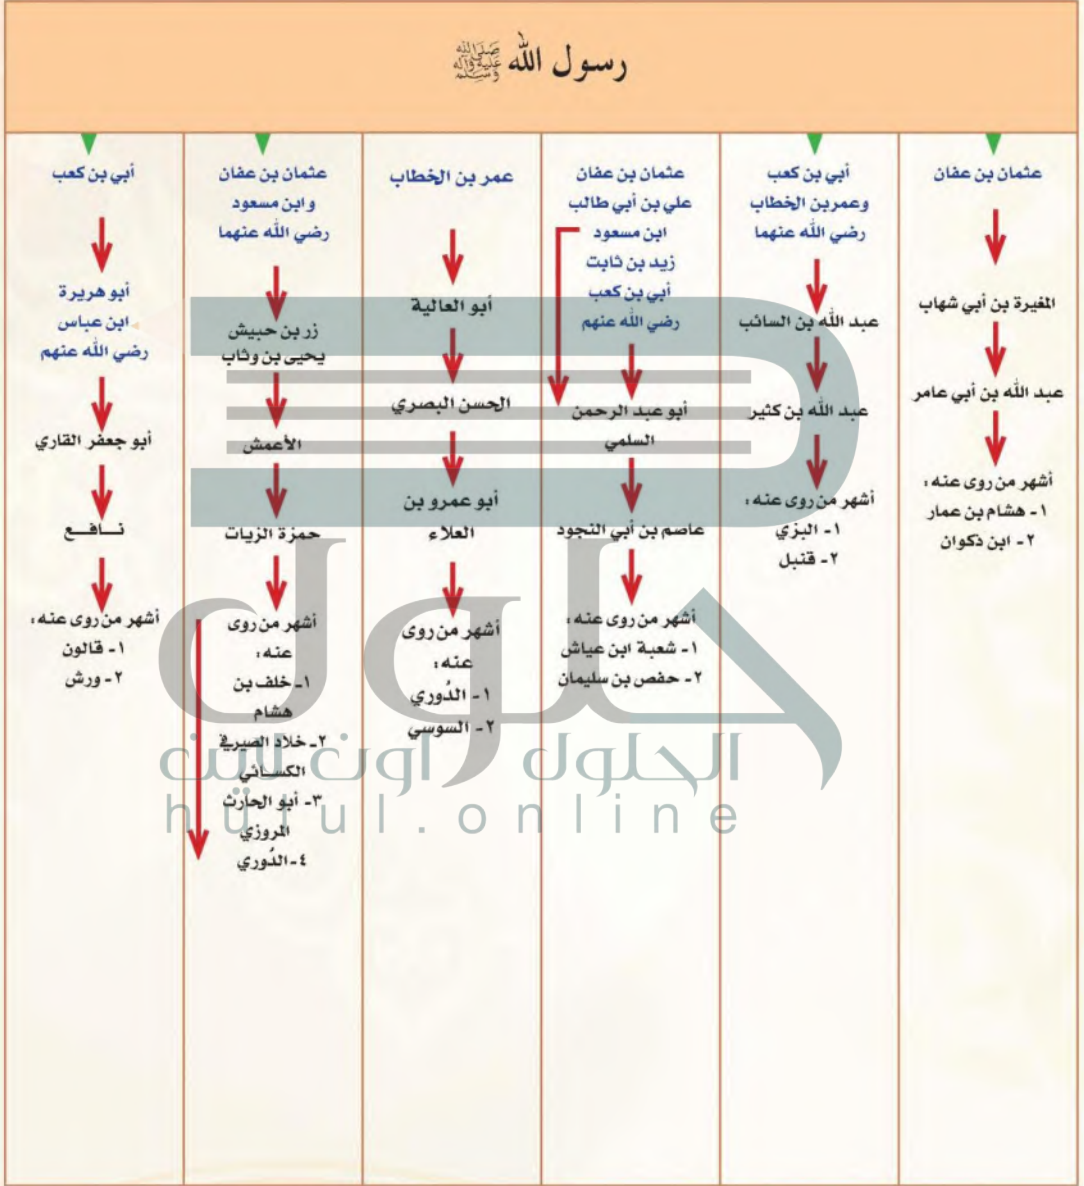 رسول الله ﷺ
عثمان بن عفان
المغيرة بن أبي شهاب
عبد الله بن أبي عامر
أشهر من روى عنه:
١- هشام بن عمار
٢- ابن ذكوان
أبي بن كعب
وعمر بن الخطاب
رضي الله عنهما
عبد الله بن السائب
عبد الله بن كثير
أشهر من روى عنه:
١- البزي
٢- قنبل
عثمان بن عفان
علي بن أبي طالب
ابن مسعود
زيد بن ثابت
أبي بن كعب
رضي الله عنهم
أبو عبد الرحمن
السلمي
عاصم بن أبي النجود
أشهر من روى عنه:
١- شعبة ابن عياش
٢- حفص بن سليمان
عمر بن الخطاب
أبو العالية
الحسن البصري
أبو عمرو بن
العلاء
أشهر من روى
عنه:
١- الدُوري
٢- السوسي
عثمان بن عفان
وابن مسعود
رضي الله عنهما
زر بن حبيش
يحيى بن وثاب
الأعمش
حمزة الزيات
أشهر من روى
عنه:
١- خلف بن
هشام
٢- خلاد الصيرفي
الكسائي
٣- أبو الحارث
المروزي
٤- الدُوري
أبي بن كعب
أبو هريرة
ابن عباس
رضي الله عنهم
أبو جعفر القاري
نافع
أشهر من روى عنه:
١- قالون
٢- ورش
حلول
الحلول اون لاين
hulul.online